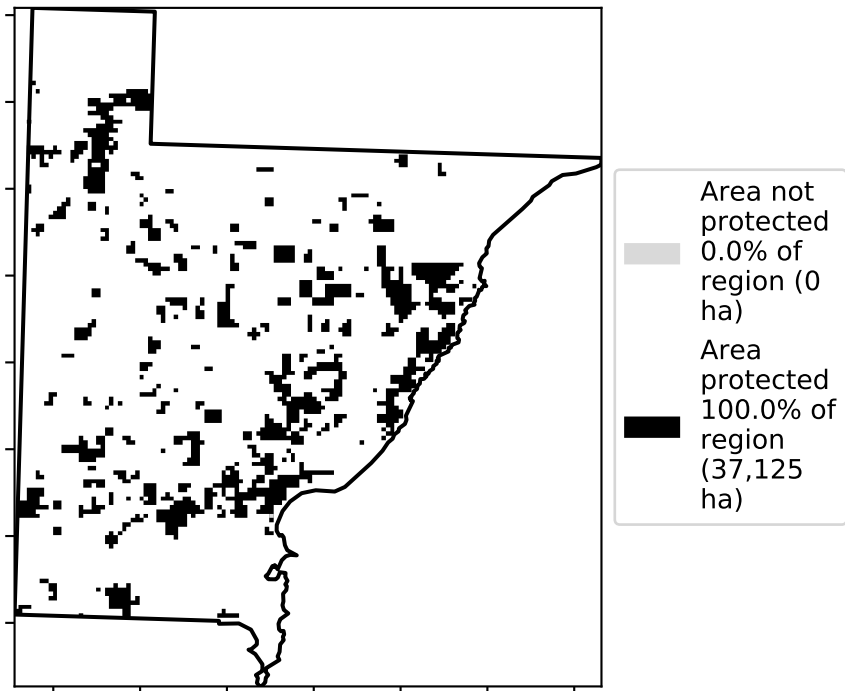 Area not
protected
0.0% of
region (0
ha)
Area
protected
100.0% of
region
(37,125
ha)